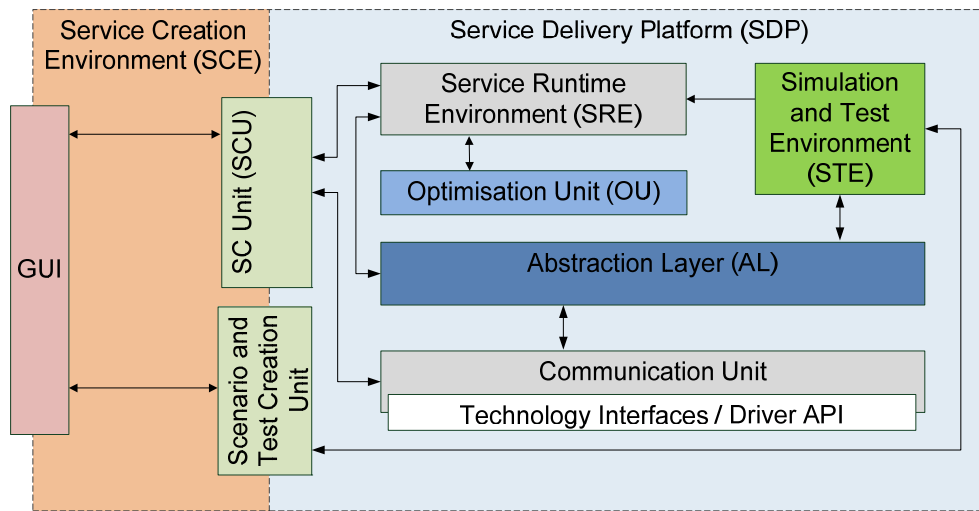 Service Creation
Environment (SCE)
Service Delivery Platform (SDP)
GUI
SC Unit (SCU)
Scenario and
Test Creation
Unit
Service Runtime
Environment (SRE)
Simulation
and Test
Environment
(STE)
Optimisation Unit (OU)
Abstraction Layer (AL)
Communication Unit
Technology Interfaces / Driver API